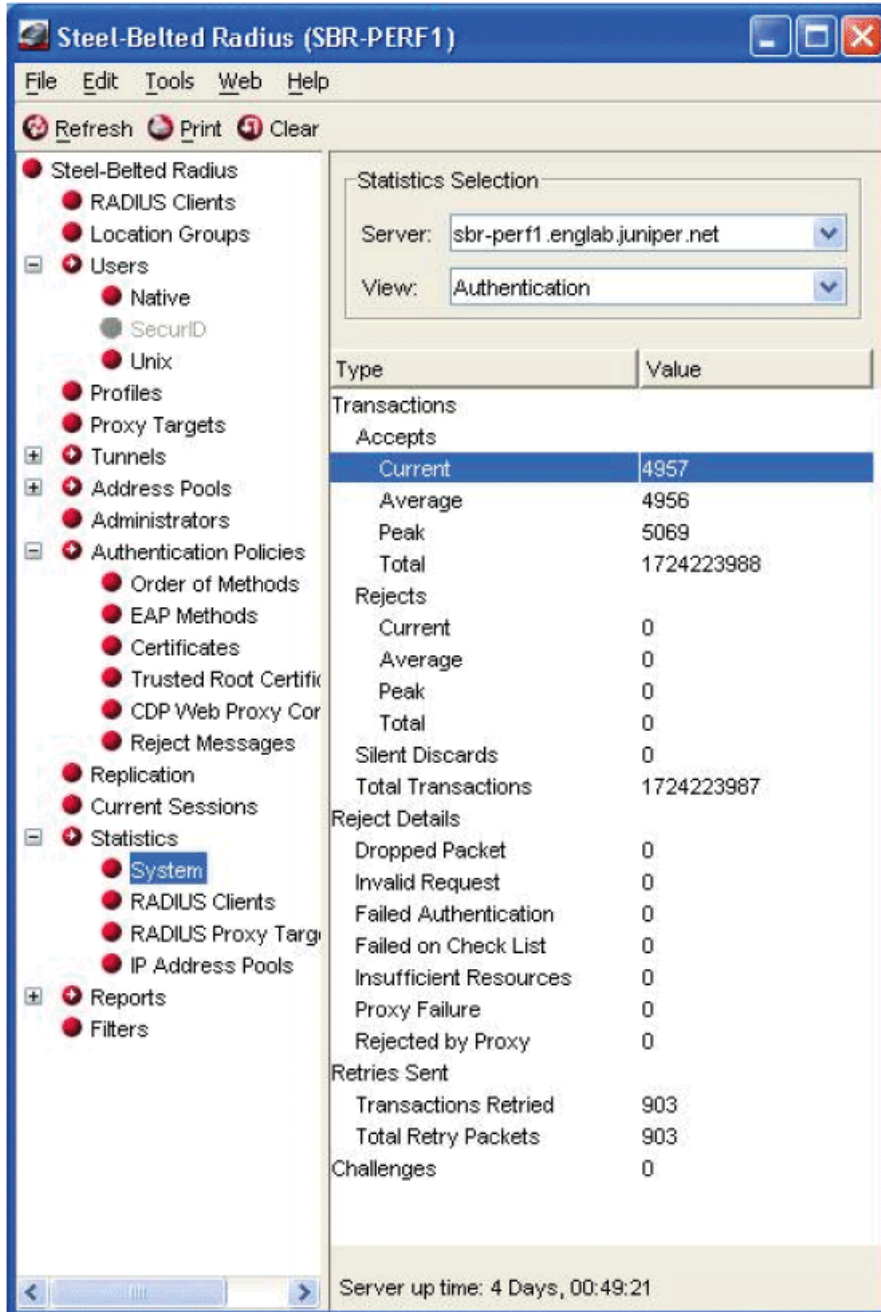 Steel-Belted Radius (SBR-PERF1)
File Edit Tools Web Help
Refresh Print Clear
Steel-Belted Radius
RADIUS Clients
Location Groups
Users
Native
SecurID
Unix
Profiles
Proxy Targets
Tunnels
Address Pools
Administrators
Authentication Policies
Order of Methods
EAP Methods
Certificates
Trusted Root Certific
CDP Web Proxy Cor
Reject Messages
Replication
Current Sessions
Statistics
System
RADIUS Clients
RADIUS Proxy Targ
IP Address Pools
Reports
Filters
Statistics Selection
Server: sbr-perf1.englab.juniper.net
View: Authentication
Type Value
Transactions
Accepts
Current 4957
Average 4956
Peak 5069
Total 1724223988
Rejects
Current 0
Average 0
Peak 0
Total 0
Silent Discards 0
Total Transactions 1724223987
Reject Details
Dropped Packet 0
Invalid Request 0
Failed Authentication 0
Failed on Check List 0
Insufficient Resources 0
Proxy Failure 0
Rejected by Proxy 0
Retries Sent
Transactions Retried 903
Total Retry Packets 903
Challenges 0
Server up time: 4 Days, 00:49:21